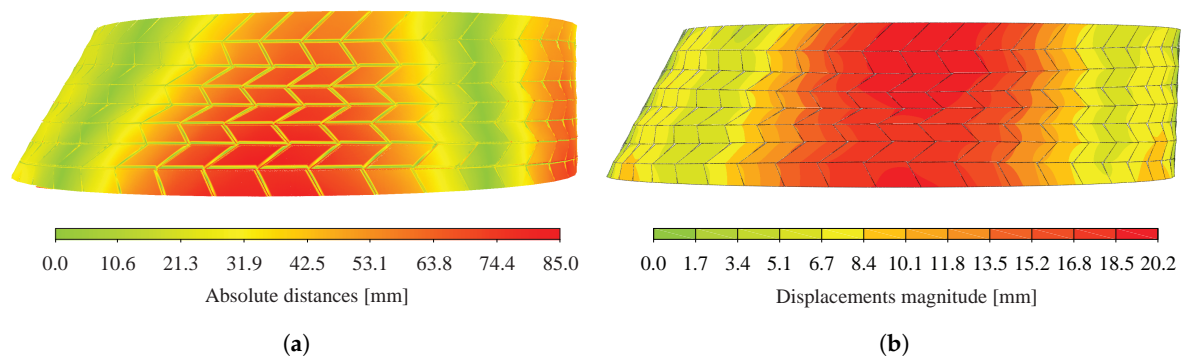 0.0 10.6 21.3 31.9 42.5 53.1 63.8 74.4 85.0
Absolute distances [mm]
(a)
0.0 1.7 3.4 5.1 6.7 8.4 10.1 11.8 13.5 15.2 16.8 18.5 20.2
Displacements magnitude [mm]
(b)